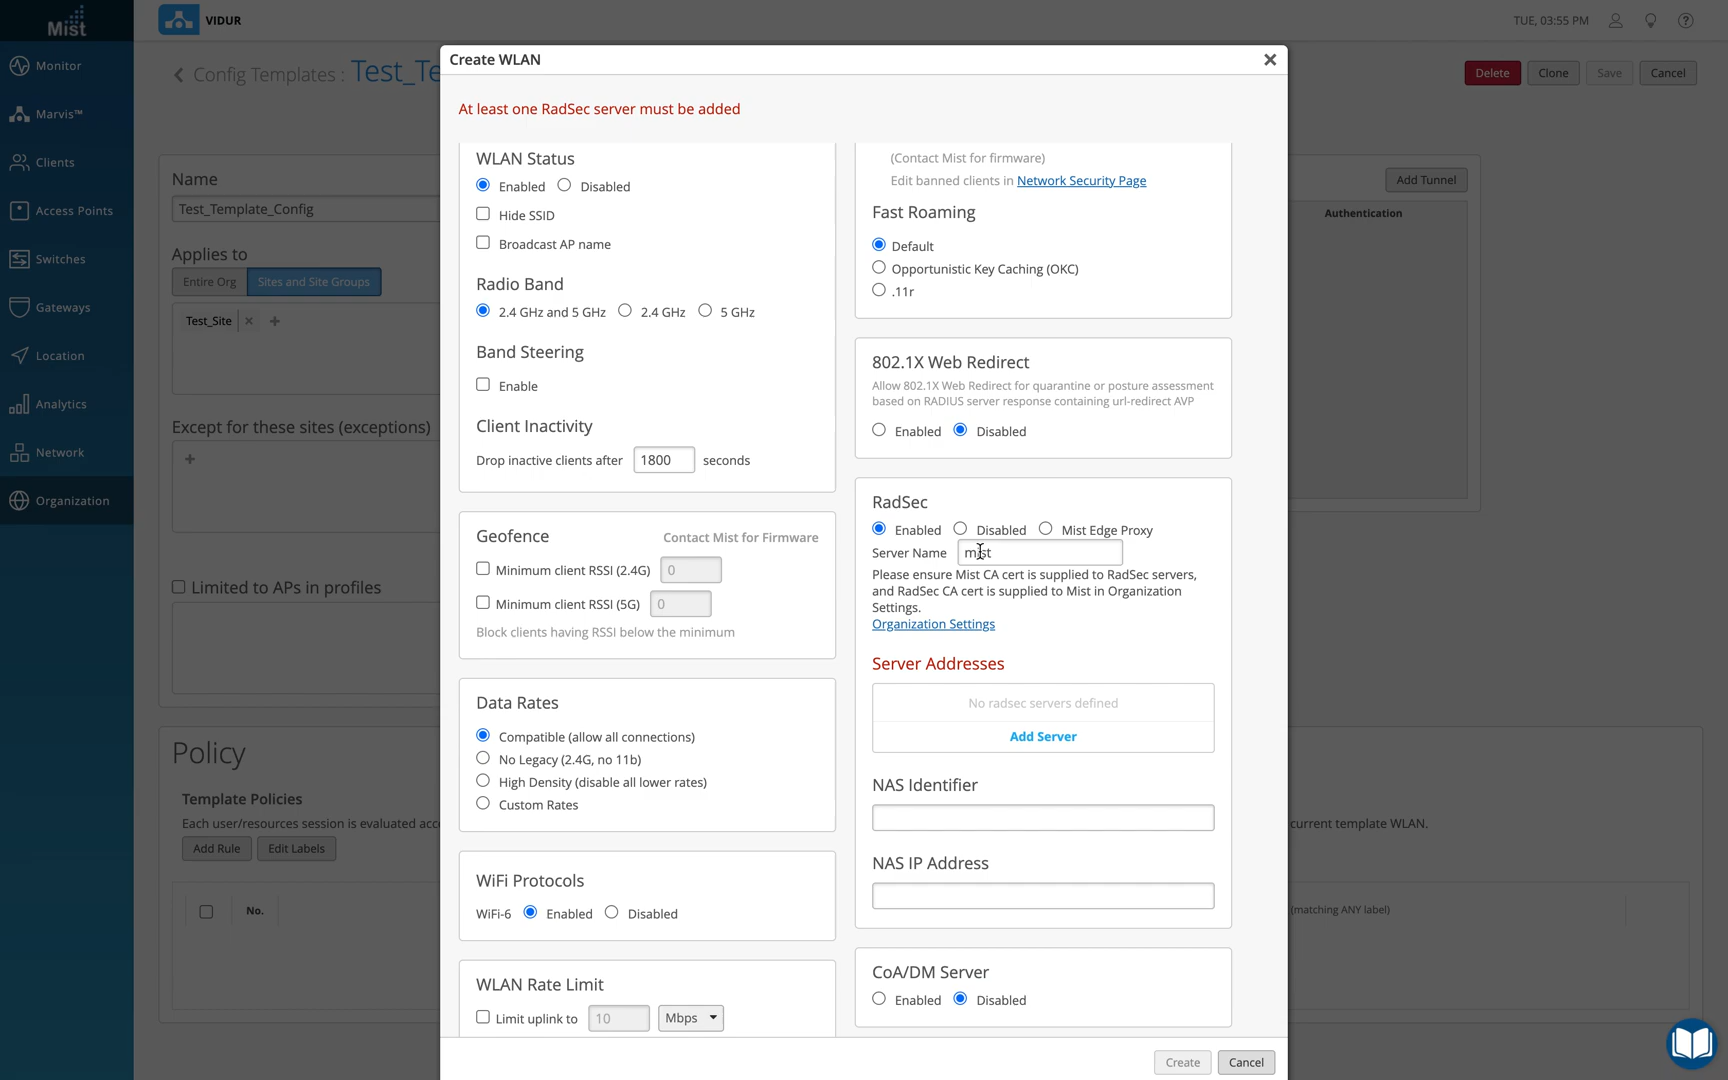 Mist
VIDUR
TUE, 03:55 PM
Monitor
Marvis™
Clients
Access Points
Switches
Gateways
Location
Analytics
Network
Organization
Config Templates : Test_Te
Delete
Clone
Save
Cancel
Name
Test_Template_Config
Applies to
Entire Org
Sites and Site Groups
Test_Site
Except for these sites (exceptions)
Limited to APs in profiles
Add Tunnel
Authentication
Policy
Template Policies
Each user/resources session is evaluated acc
current template WLAN.
Add Rule
Edit Labels
No.
(matching ANY label)
Create WLAN
At least one RadSec server must be added
WLAN Status
Enabled
Disabled
Hide SSID
Broadcast AP name
Radio Band
2.4 GHz and 5 GHz
2.4 GHz
5 GHz
Band Steering
Enable
Client Inactivity
Drop inactive clients after 1800 seconds
Geofence
Contact Mist for Firmware
Minimum client RSSI (2.4G) 0
Minimum client RSSI (5G) 0
Block clients having RSSI below the minimum
Data Rates
Compatible (allow all connections)
No Legacy (2.4G, no 11b)
High Density (disable all lower rates)
Custom Rates
WiFi Protocols
WiFi-6 Enabled Disabled
WLAN Rate Limit
Limit uplink to 10 Mbps
(Contact Mist for firmware)
Edit banned clients in Network Security Page
Fast Roaming
Default
Opportunistic Key Caching (OKC)
.11r
802.1X Web Redirect
Allow 802.1X Web Redirect for quarantine or posture assessment
based on RADIUS server response containing url-redirect AVP
Enabled Disabled
RadSec
Enabled Disabled Mist Edge Proxy
Server Name mist
Please ensure Mist CA cert is supplied to RadSec servers,
and RadSec CA cert is supplied to Mist in Organization
Settings.
Organization Settings
Server Addresses
No radsec servers defined
Add Server
NAS Identifier
NAS IP Address
CoA/DM Server
Enabled Disabled
Create
Cancel